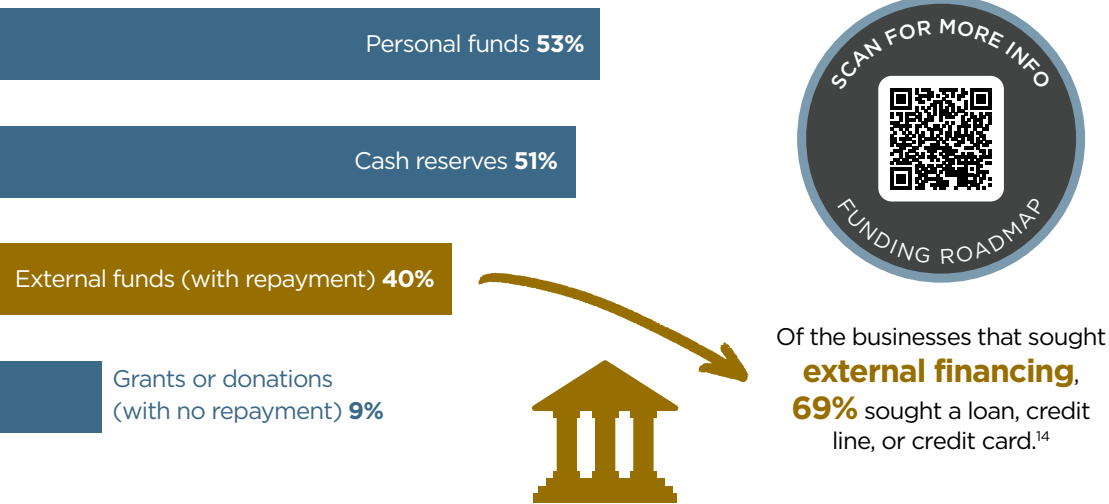 Personal funds 53%
Cash reserves 51%
External funds (with repayment) 40%
Grants or donations
(with no repayment) 9%
SCAN FOR MORE INFO
FUNDING ROADMAP
Of the businesses that sought
external financing,
69% sought a loan, credit
line, or credit card.14